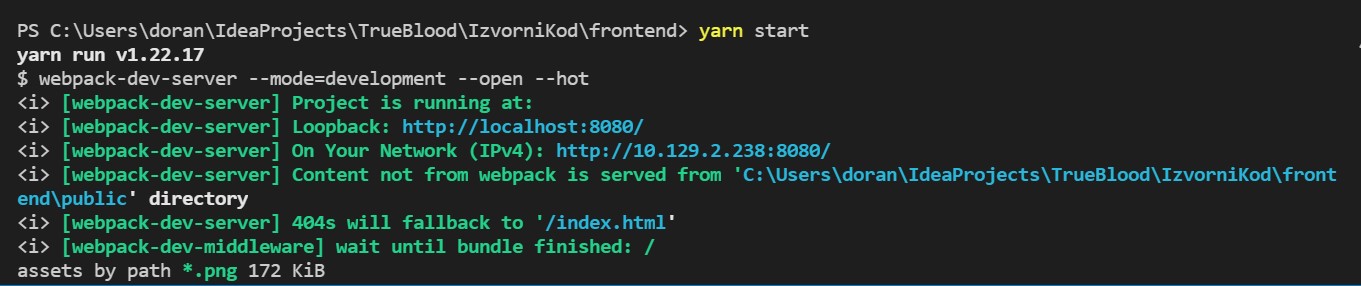 PS C:\Users\doran\IdeaProjects\TrueBlood\IzvorniKod\frontend> yarn start
yarn run v1.22.17
$ webpack-dev-server --mode=development --open --hot
<i> [webpack-dev-server] Project is running at:
<i> [webpack-dev-server] Loopback: http://localhost:8080/
<i> [webpack-dev-server] On Your Network (IPv4): http://10.129.2.238:8080/
<i> [webpack-dev-server] Content not from webpack is served from 'C:\Users\doran\IdeaProjects\TrueBlood\IzvorniKod\front
end\public' directory
<i> [webpack-dev-server] 404s will fallback to '/index.html'
<i> [webpack-dev-middleware] wait until bundle finished: /
assets by path *.png 172 KiB